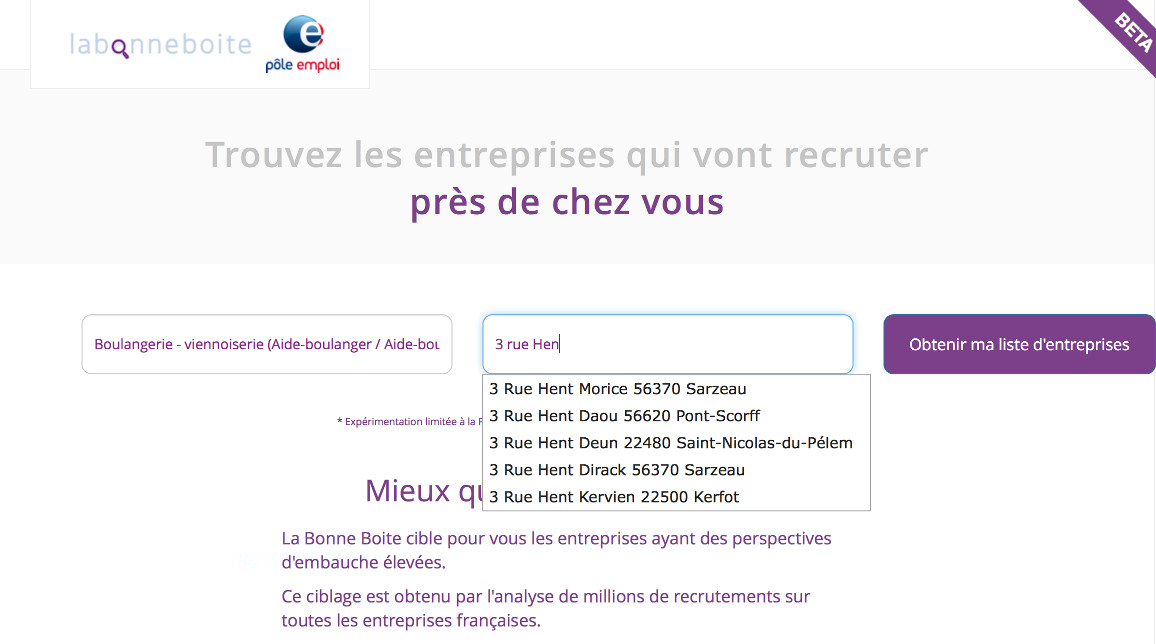 labonneboite
pôle emploi
BETA
Trouvez les entreprises qui vont recruter
près de chez vous
Boulangerie - viennoiserie (Aide-boulanger / Aide-bou
3 rue Hen
Obtenir ma liste d'entreprises
3 Rue Hent Morice 56370 Sarzeau
3 Rue Hent Daou 56620 Pont-Scorff
3 Rue Hent Deun 22480 Saint-Nicolas-du-Pélem
3 Rue Hent Dirack 56370 Sarzeau
3 Rue Hent Kervien 22500 Kerfot
* Expérimentation limitée à la
Mieux qu
La Bonne Boite cible pour vous les entreprises ayant des perspectives
d'embauche élevées.
Ce ciblage est obtenu par l'analyse de millions de recrutements sur
toutes les entreprises françaises.